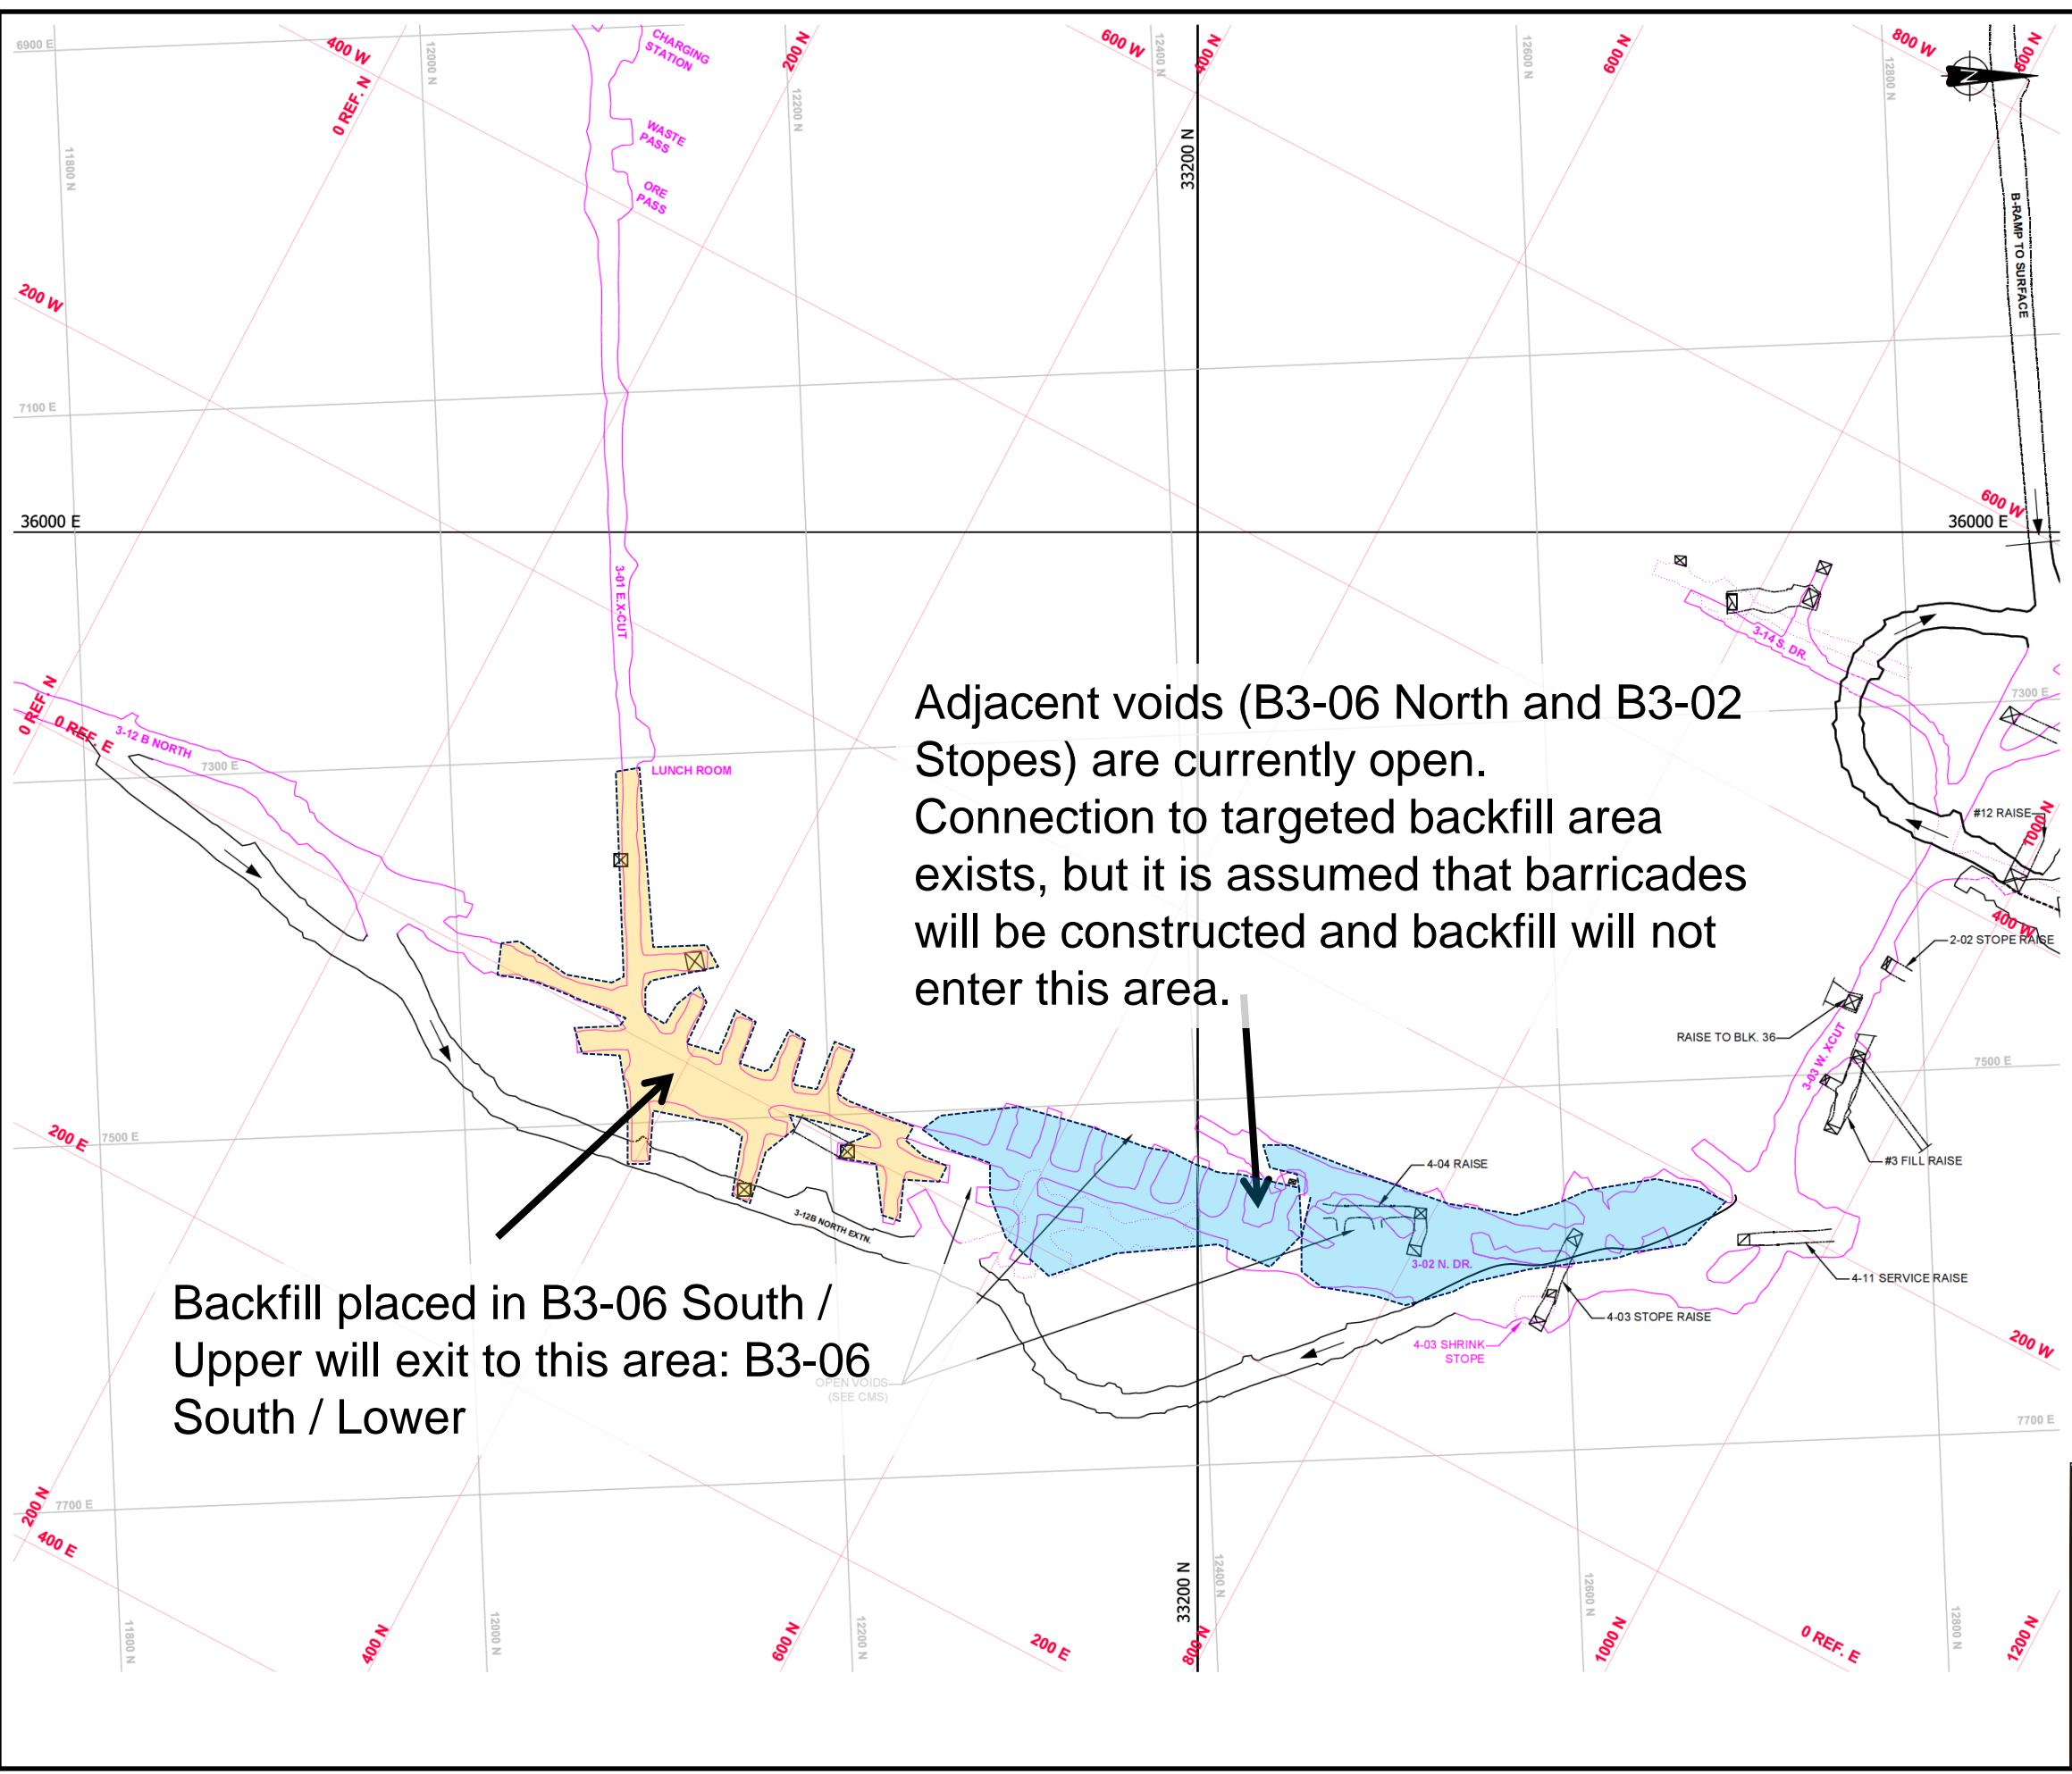 6900 E
400 W
0 REF. N
12000 N
CHARGING
STATION
200 N
600 W
12400 N
400 N
12600 N
600 N
12800 N
800 W
800 N
N
11800 N
12200 N
WASTE
PASS
ORE
PASS
33200 N
B-RAMP TO SURFACE
200 W
7100 E
36000 E
600 W
36000 E
3-01 E.X-CUT
3-14 S. DR.
0 REF. N
0 REF. E
3-12 B NORTH
7300 E
LUNCH ROOM
7300 E
Adjacent voids (B3-06 North and B3-02
Stopes) are currently open.
Connection to targeted backfill area
exists, but it is assumed that barricades
will be constructed and backfill will not
enter this area.
#12 RAISE
1000 N
400 W
2-02 STOPE RAISE
RAISE TO BLK. 36
3-03 W. XCUT
7500 E
#3 FILL RAISE
200 E
7500 E
4-04 RAISE
3-12B NORTH EXTN.
3-02 N. DR.
4-11 SERVICE RAISE
4-03 STOPE RAISE
4-03 SHRINK
STOPE
200 W
Backfill placed in B3-06 South /
Upper will exit to this area: B3-06
South / Lower
OPEN VOIDS
(SEE CMS)
7700 E
200 N
7700 E
400 E
11800 N
400 N
12000 N
600 N
12200 N
200 E
33200 N
800 N
12400 N
12600 N
1000 N
0 REF. E
12800 N
1200 N